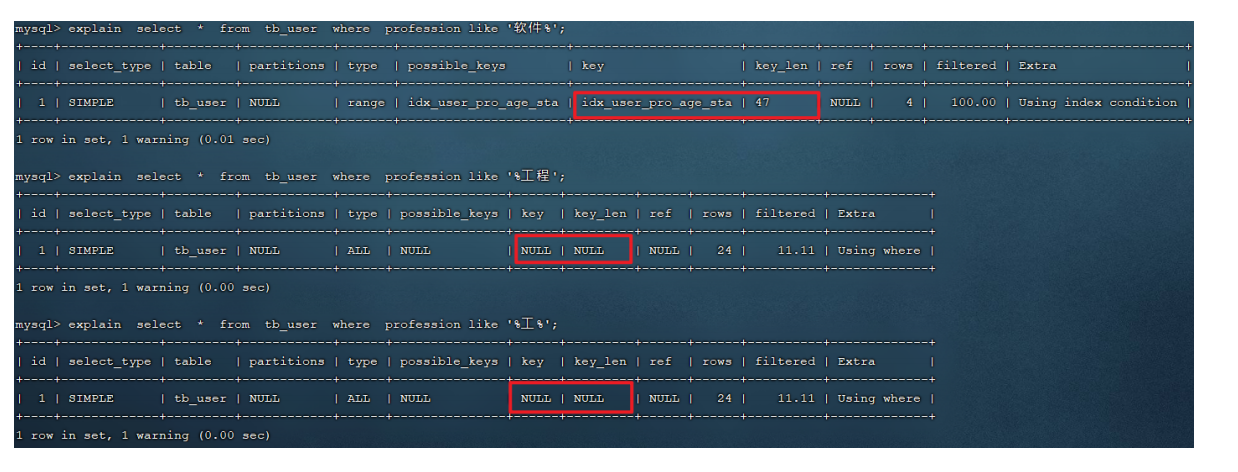 mysql> explain select * from tb_user where profession like '软件%';
+----+-------------+---------+------------+-------+----------------------+----------------------+---------+------+------+----------+-----------------------+
| id | select_type | table | partitions | type | possible_keys | key | key_len | ref | rows | filtered | Extra |
+----+-------------+---------+------------+-------+----------------------+----------------------+---------+------+------+----------+-----------------------+
| 1 | SIMPLE | tb_user | NULL | range | idx_user_pro_age_sta | idx_user_pro_age_sta | 47 | NULL | 4 | 100.00 | Using index condition |
+----+-------------+---------+------------+-------+----------------------+----------------------+---------+------+------+----------+-----------------------+
1 row in set, 1 warning (0.01 sec)
mysql> explain select * from tb_user where profession like '%工程';
+----+-------------+---------+------------+------+---------------+------+---------+------+------+----------+-------------+
| id | select_type | table | partitions | type | possible_keys | key | key_len | ref | rows | filtered | Extra |
+----+-------------+---------+------------+------+---------------+------+---------+------+------+----------+-------------+
| 1 | SIMPLE | tb_user | NULL | ALL | NULL | NULL | NULL | NULL | 24 | 11.11 | Using where |
+----+-------------+---------+------------+------+---------------+------+---------+------+------+----------+-------------+
1 row in set, 1 warning (0.00 sec)
mysql> explain select * from tb_user where profession like '%工%';
+----+-------------+---------+------------+------+---------------+------+---------+------+------+----------+-------------+
| id | select_type | table | partitions | type | possible_keys | key | key_len | ref | rows | filtered | Extra |
+----+-------------+---------+------------+------+---------------+------+---------+------+------+----------+-------------+
| 1 | SIMPLE | tb_user | NULL | ALL | NULL | NULL | NULL | NULL | 24 | 11.11 | Using where |
+----+-------------+---------+------------+------+---------------+------+---------+------+------+----------+-------------+
1 row in set, 1 warning (0.00 sec)